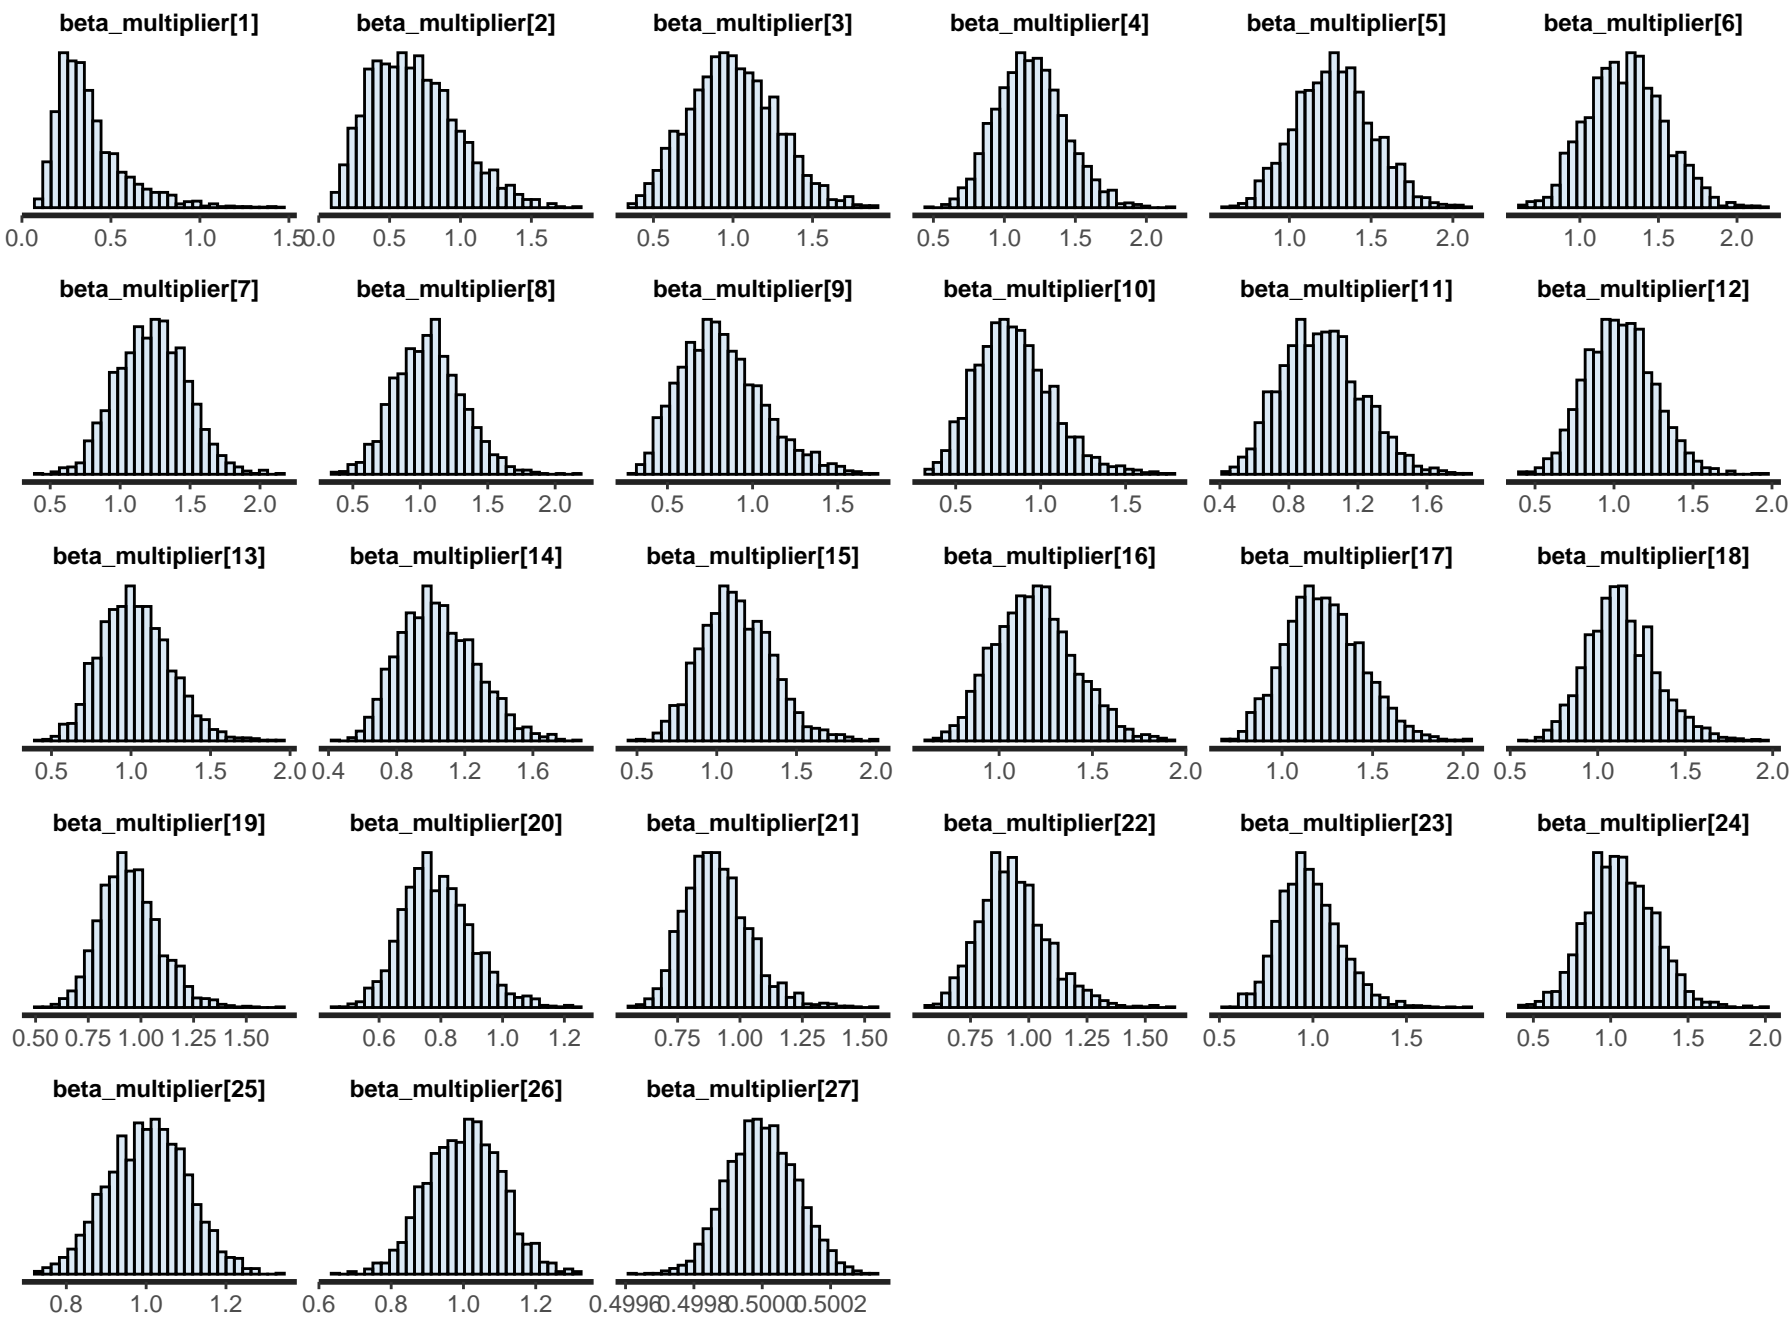 beta_multiplier[1] beta_multiplier[2] beta_multiplier[3] beta_multiplier[4] beta_multiplier[5] beta_multiplier[6]
0.0 0.5 1.0 1.5 0.0 0.5 1.0 1.5 0.5 1.0 1.5 0.5 1.0 1.5 2.0 1.0 1.5 2.0 1.0 1.5 2.0
beta_multiplier[7] beta_multiplier[8] beta_multiplier[9] beta_multiplier[10] beta_multiplier[11] beta_multiplier[12]
0.5 1.0 1.5 2.0 0.5 1.0 1.5 2.0 0.5 1.0 1.5 0.5 1.0 1.5 0.4 0.8 1.2 1.6 0.5 1.0 1.5 2.0
beta_multiplier[13] beta_multiplier[14] beta_multiplier[15] beta_multiplier[16] beta_multiplier[17] beta_multiplier[18]
0.5 1.0 1.5 2.0 0.4 0.8 1.2 1.6 0.5 1.0 1.5 2.0 1.0 1.5 2.0 1.0 1.5 2.0 0.5 1.0 1.5 2.0
beta_multiplier[19] beta_multiplier[20] beta_multiplier[21] beta_multiplier[22] beta_multiplier[23] beta_multiplier[24]
0.50 0.75 1.00 1.25 1.50 0.6 0.8 1.0 1.2 0.75 1.00 1.25 1.50 0.75 1.00 1.25 1.50 0.5 1.0 1.5 0.5 1.0 1.5 2.0
beta_multiplier[25] beta_multiplier[26] beta_multiplier[27]
0.8 1.0 1.2 0.6 0.8 1.0 1.2 0.4996 0.4998 0.5000 0.5002